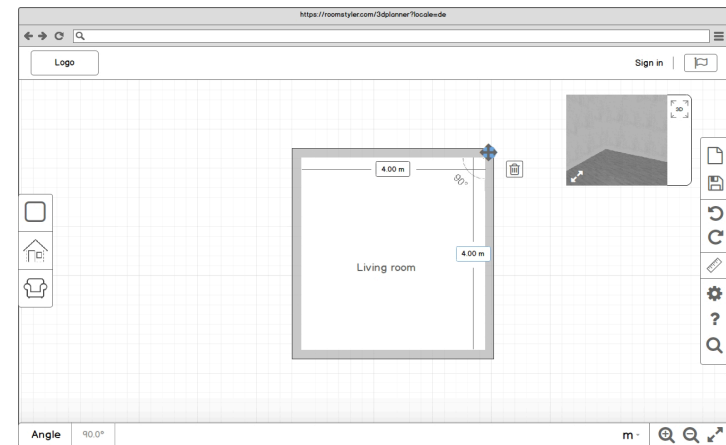 https://roomstyler.com/3dplanner?locale=de
Logo
Sign in
3D
4.00 m
90°
4.00 m
Living room
?
Angle 90.0°
m